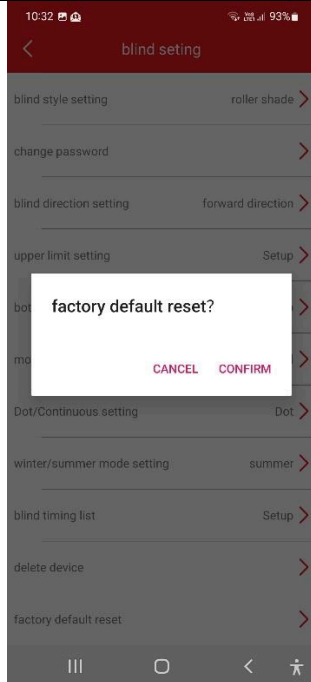 10:32 93%
blind seting
blind style setting roller shade
change password
blind direction setting forward direction
upper limit setting Setup
bot
factory default reset?
mo
CANCEL CONFIRM
Dot/Continuous setting Dot
winter/summer mode setting summer
blind timing list Setup
delete device
factory default reset